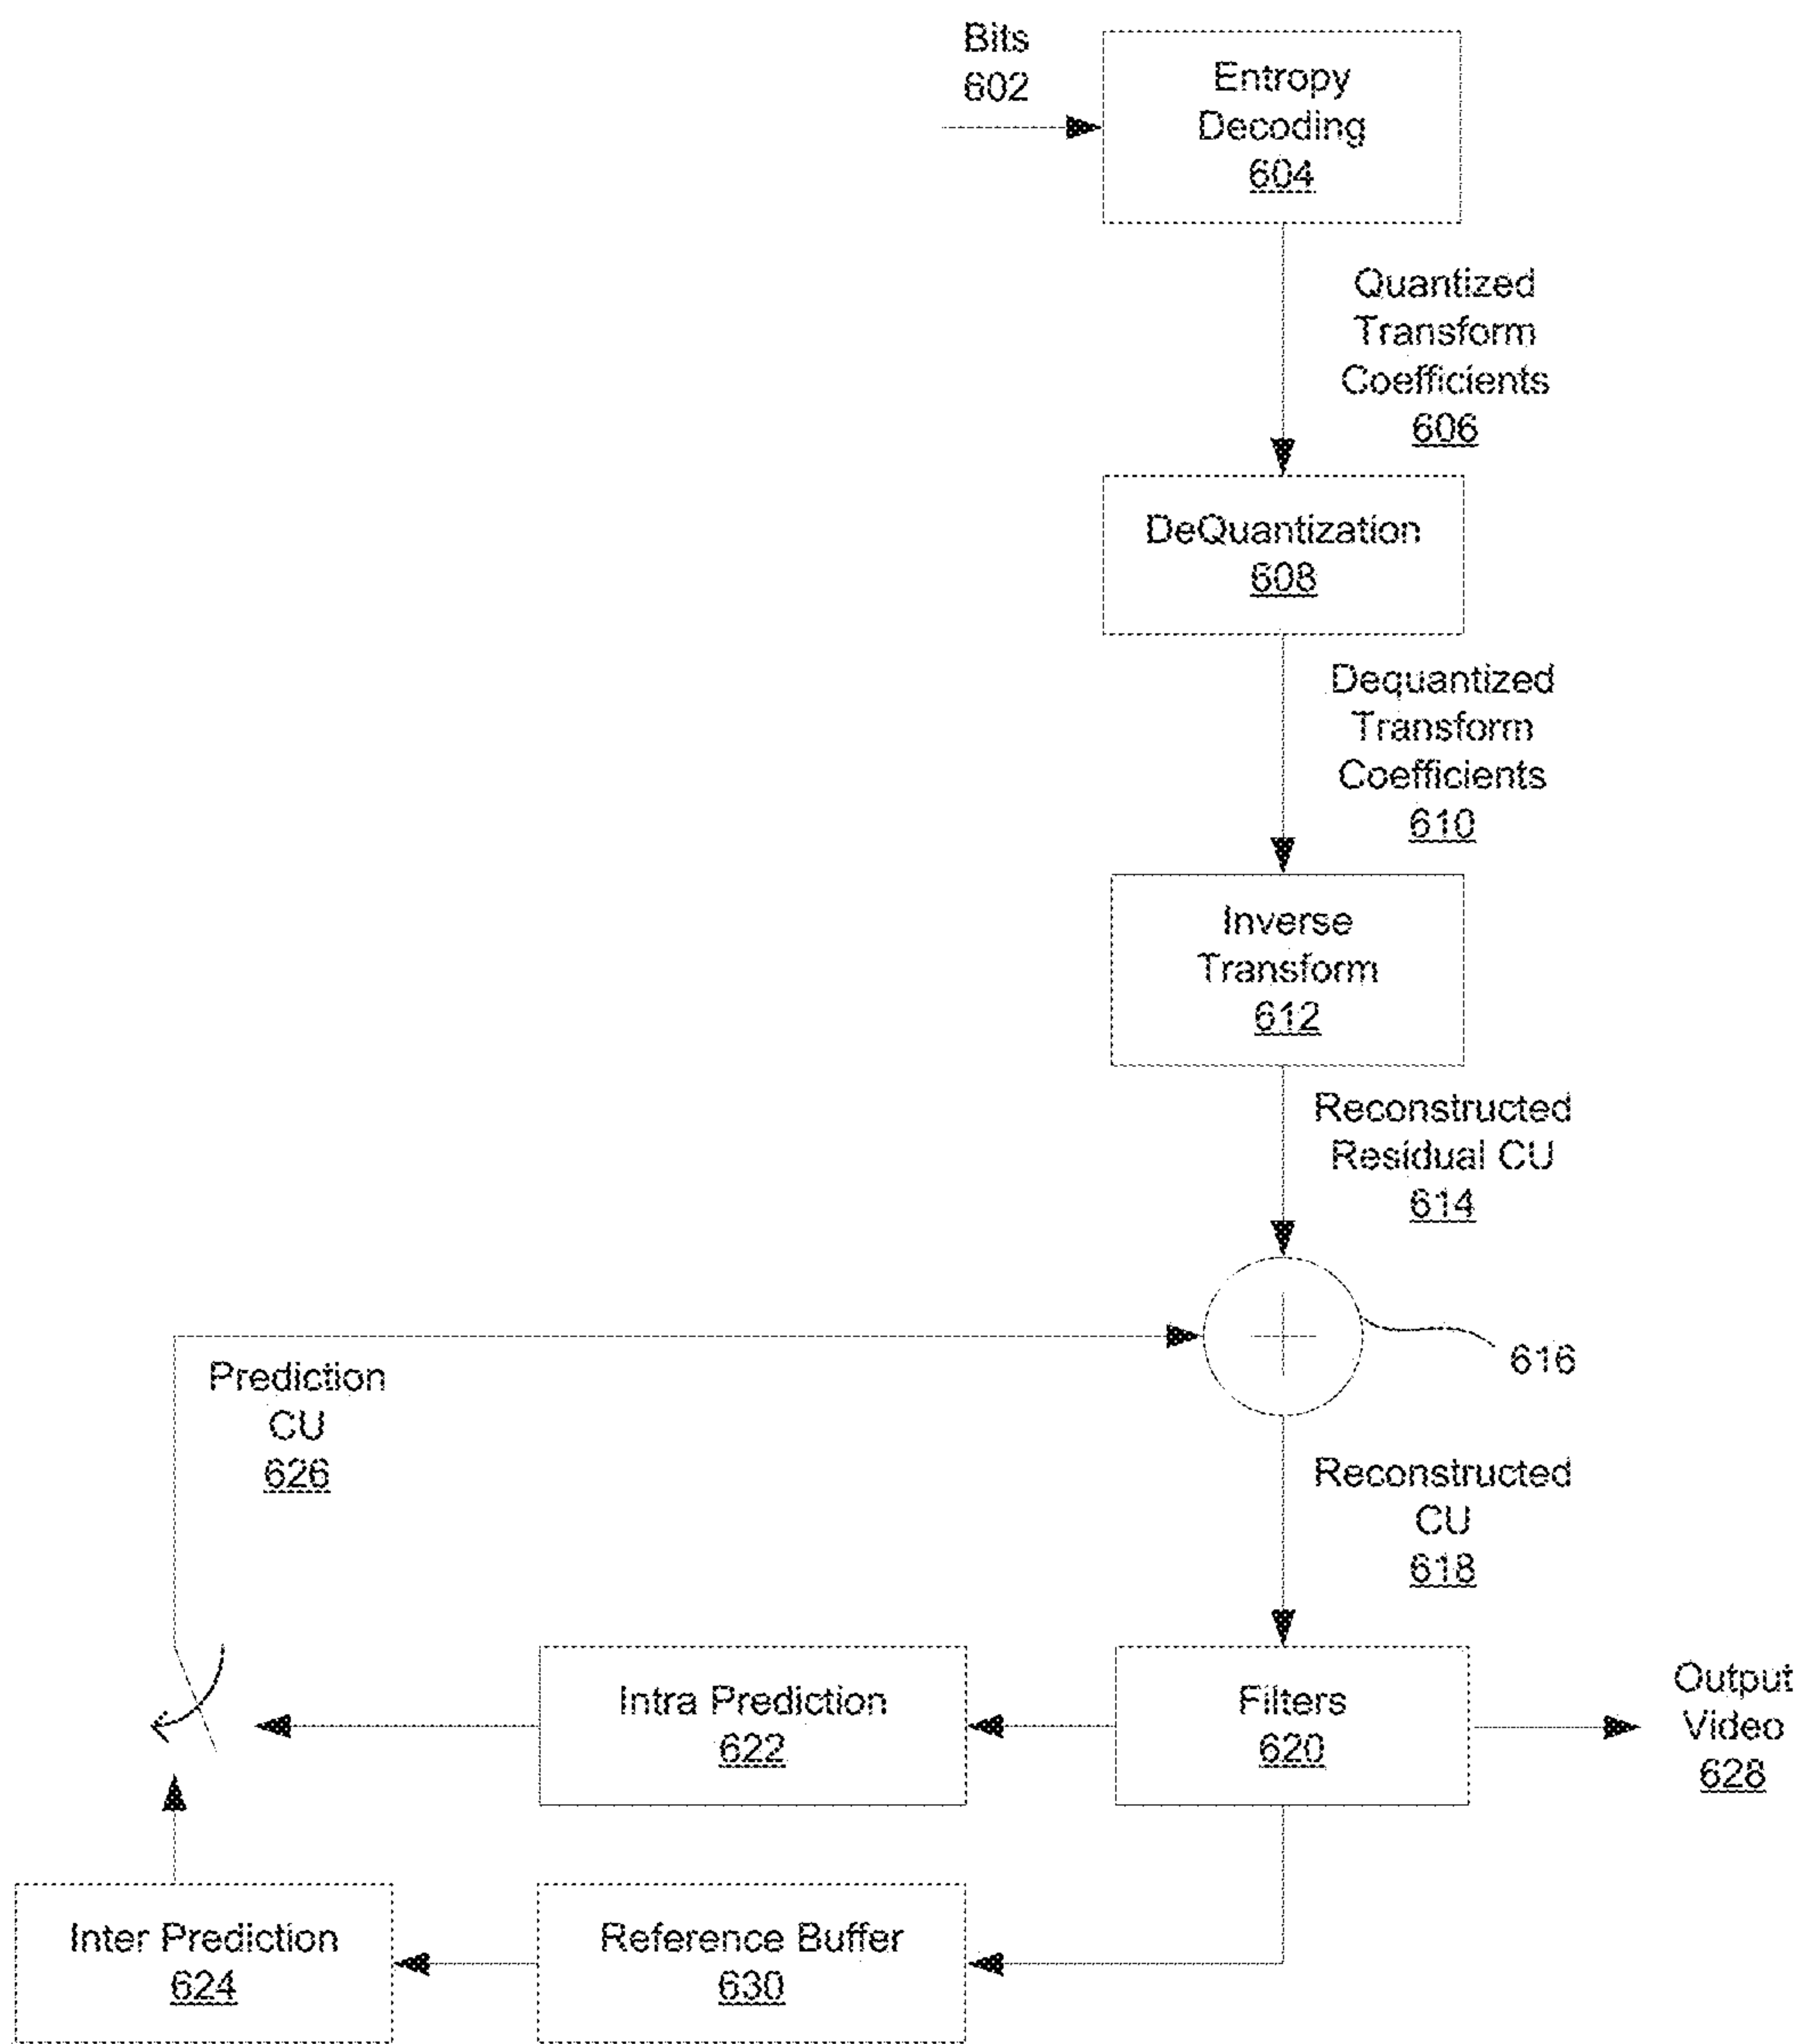 Bits
602
Entropy
Decoding
604
Quantized
Transform
Coefficients
606
DeQuantization
608
Dequantized
Transform
Coefficients
610
Inverse
Transform
612
Reconstructed
Residual CU
614
616
Prediction
CU
626
Reconstructed
CU
618
Intra Prediction
622
Filters
620
Output
Video
628
Inter Prediction
624
Reference Buffer
630